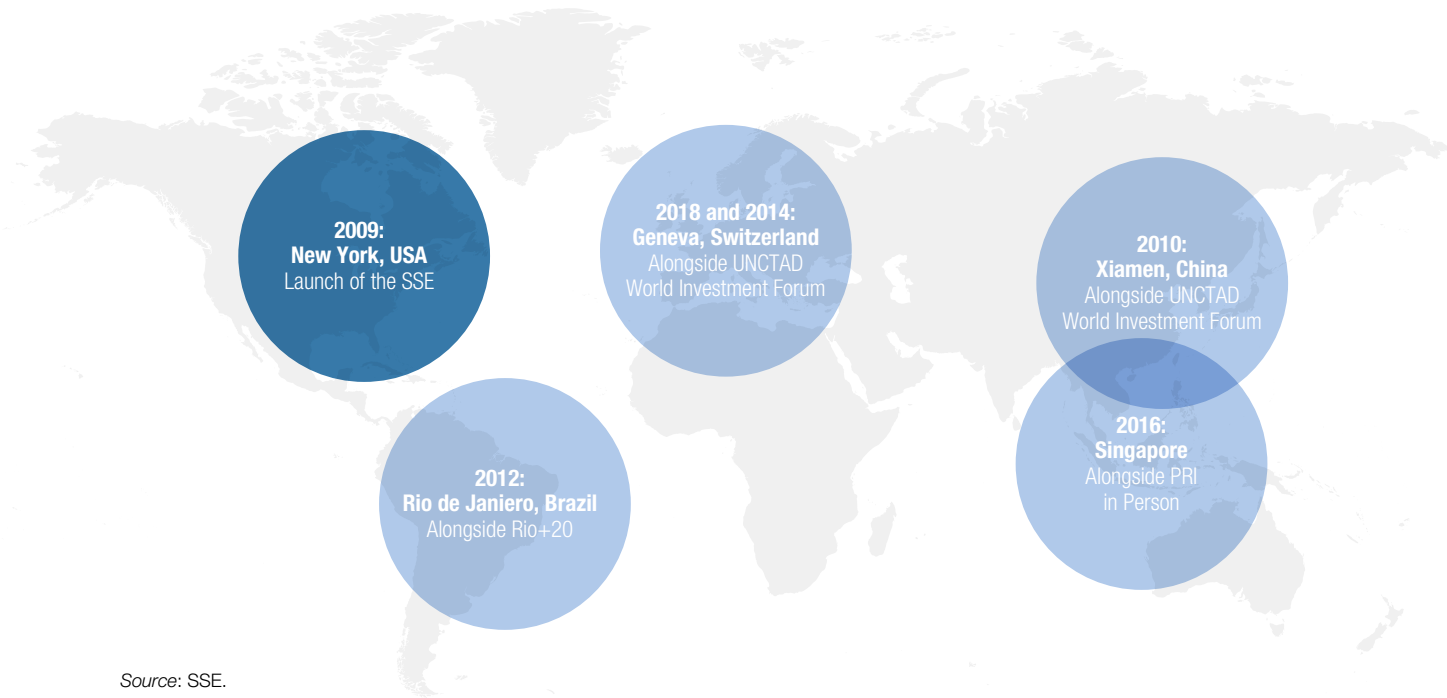 2009:
New York, USA
Launch of the SSE
2018 and 2014:
Geneva, Switzerland
Alongside UNCTAD
World Investment Forum
2010:
Xiamen, China
Alongside UNCTAD
World Investment Forum
2012:
Rio de Janiero, Brazil
Alongside Rio+20
2016:
Singapore
Alongside PRI
in Person
Source: SSE.